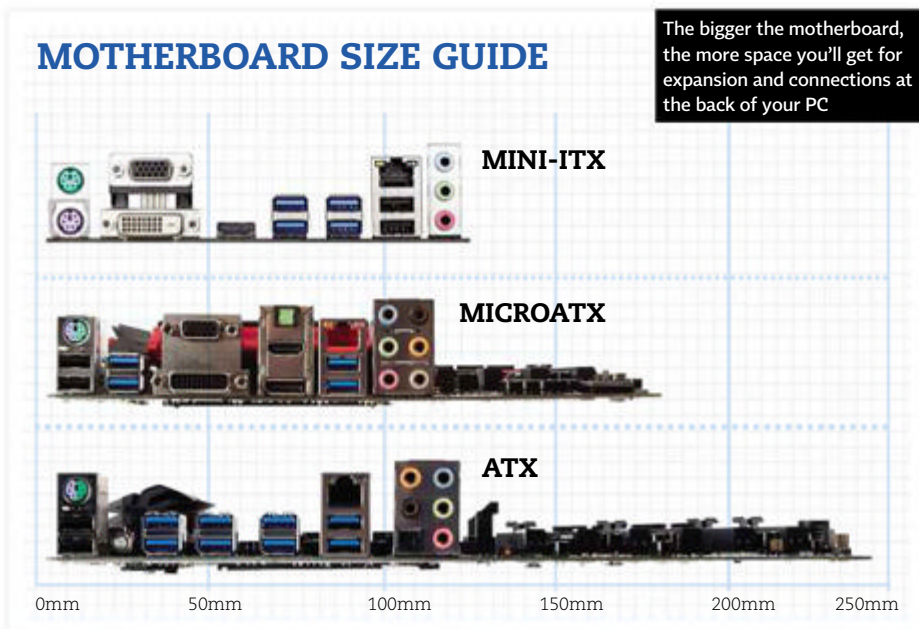 MOTHERBOARD SIZE GUIDE
The bigger the motherboard,
the more space you'll get for
expansion and connections at
the back of your PC
MINI-ITX
MICROATX
ATX
0mm 50mm 100mm 150mm 200mm 250mm